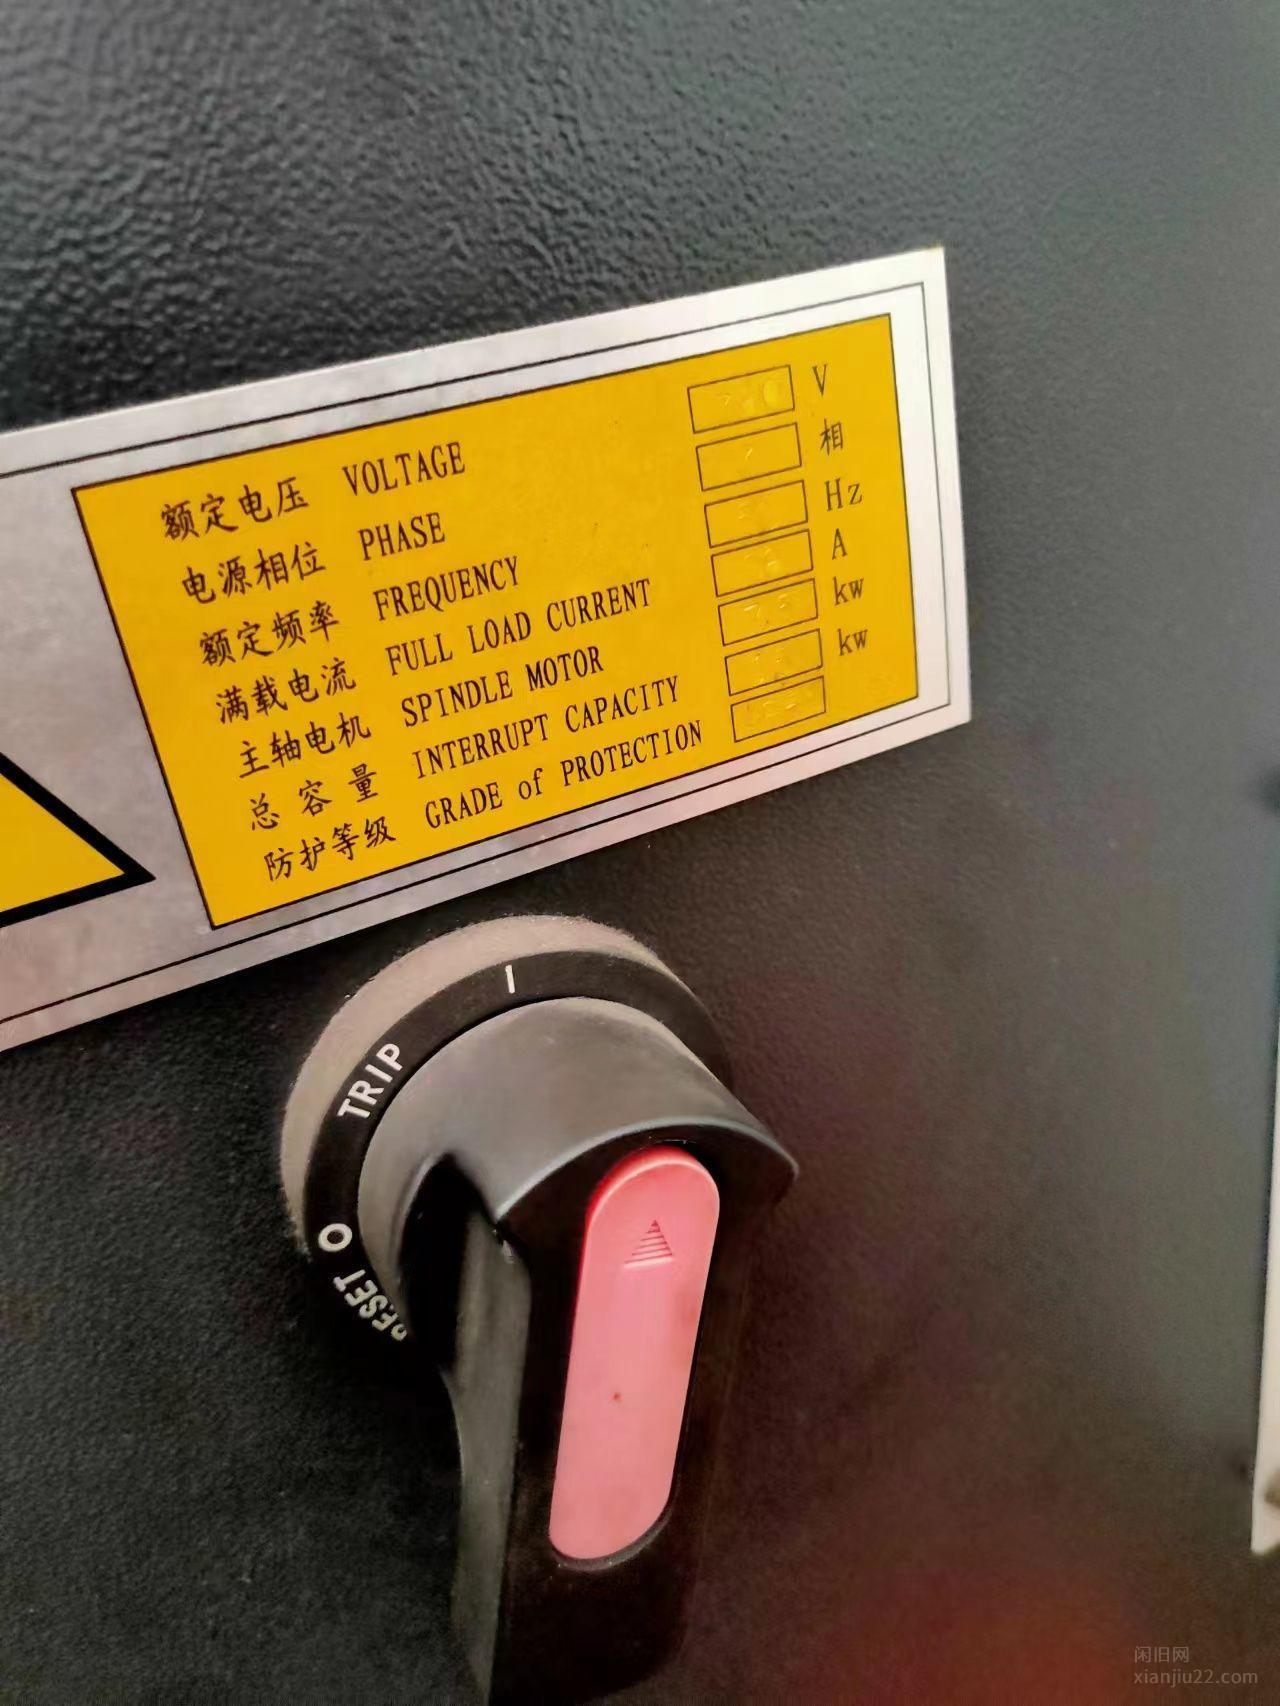 额定电压 VOLTAGE V
电源相位 PHASE 相
额定频率 FREQUENCY Hz
满载电流 FULL LOAD CURRENT A
主轴电机 SPINDLE MOTOR kw
总容量 INTERRUPT CAPACITY kw
防护等级 GRADE of PROTECTION
I
TRIP
O
RESET
闲旧网
xianjiu22.com